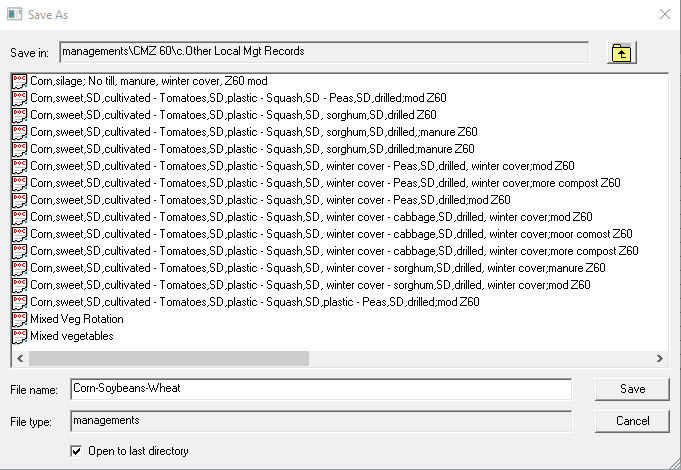 Save As
Save in: managements\CMZ 60\c.Other Local Mgt Records
Corn,silage; No till, manure, winter cover, Z60 mod
Corn,sweet,SD,cultivated - Tomatoes,SD,plastic - Squash,SD - Peas,SD,drilled;mod Z60
Corn,sweet,SD,cultivated - Tomatoes,SD,plastic - Squash,SD, sorghum,SD,drilled Z60
Corn,sweet,SD,cultivated - Tomatoes,SD,plastic - Squash,SD, sorghum,SD,drilled,;manure Z60
Corn,sweet,SD,cultivated - Tomatoes,SD,plastic - Squash,SD, sorghum,SD,drilled;manure Z60
Corn,sweet,SD,cultivated - Tomatoes,SD,plastic - Squash,SD, winter cover - Peas,SD,drilled, winter cover;mod Z60
Corn,sweet,SD,cultivated - Tomatoes,SD,plastic - Squash,SD, winter cover - Peas,SD,drilled, winter cover;more compost Z60
Corn,sweet,SD,cultivated - Tomatoes,SD,plastic - Squash,SD, winter cover - Peas,SD,drilled;mod Z60
Corn,sweet,SD,cultivated - Tomatoes,SD,plastic - Squash,SD, winter cover - cabbage,SD,drilled, winter cover;mod Z60
Corn,sweet,SD,cultivated - Tomatoes,SD,plastic - Squash,SD, winter cover - cabbage,SD,drilled, winter cover;moor comost Z60
Corn,sweet,SD,cultivated - Tomatoes,SD,plastic - Squash,SD, winter cover - cabbage,SD,drilled, winter cover;more compost Z60
Corn,sweet,SD,cultivated - Tomatoes,SD,plastic - Squash,SD, winter cover - sorghum,SD,drilled, winter cover;manure Z60
Corn,sweet,SD,cultivated - Tomatoes,SD,plastic - Squash,SD, winter cover - sorghum,SD,drilled, winter cover;mod Z60
Corn,sweet,SD,cultivated - Tomatoes,SD,plastic - Squash,SD,plastic - Peas,SD,drilled;mod Z60
Mixed Veg Rotation
Mixed vegetables
File name: Corn-Soybeans-Wheat Save
File type: managements Cancel
Open to last directory